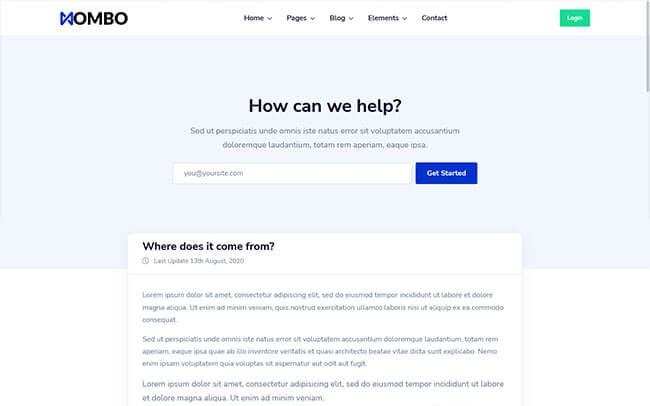 MOMBO
Home Pages Blog Elements Contact
Login
How can we help?
Sed ut perspiciatis unde omnis iste natus error sit voluptatem accusantium
doloremque laudantium, totam rem aperiam, eaque ipsa.
you@yoursite.com
Get Started
Where does it come from?
Last Update 13th August, 2020
Lorem ipsum dolor sit amet, consectetur adipiscing elit, sed do eiusmod tempor incididunt ut labore et dolore
magna aliqua. Ut enim ad minim veniam, quis nostrud exercitation ullamco laboris nisi ut aliquip ex ea commodo
consequat.
Sed ut perspiciatis unde omnis iste natus error sit voluptatem accusantium doloremque laudantium, totam rem
aperiam, eaque ipsa quae ab illo inventore veritatis et quasi architecto beatae vitae dicta sunt explicabo. Nemo
enim ipsam voluptatem quia voluptas sit aspernatur aut odit aut fugit.
Lorem ipsum dolor sit amet, consectetur adipiscing elit, sed do eiusmod tempor incididunt ut labore
et dolore magna aliqua. Ut enim ad minim veniam.